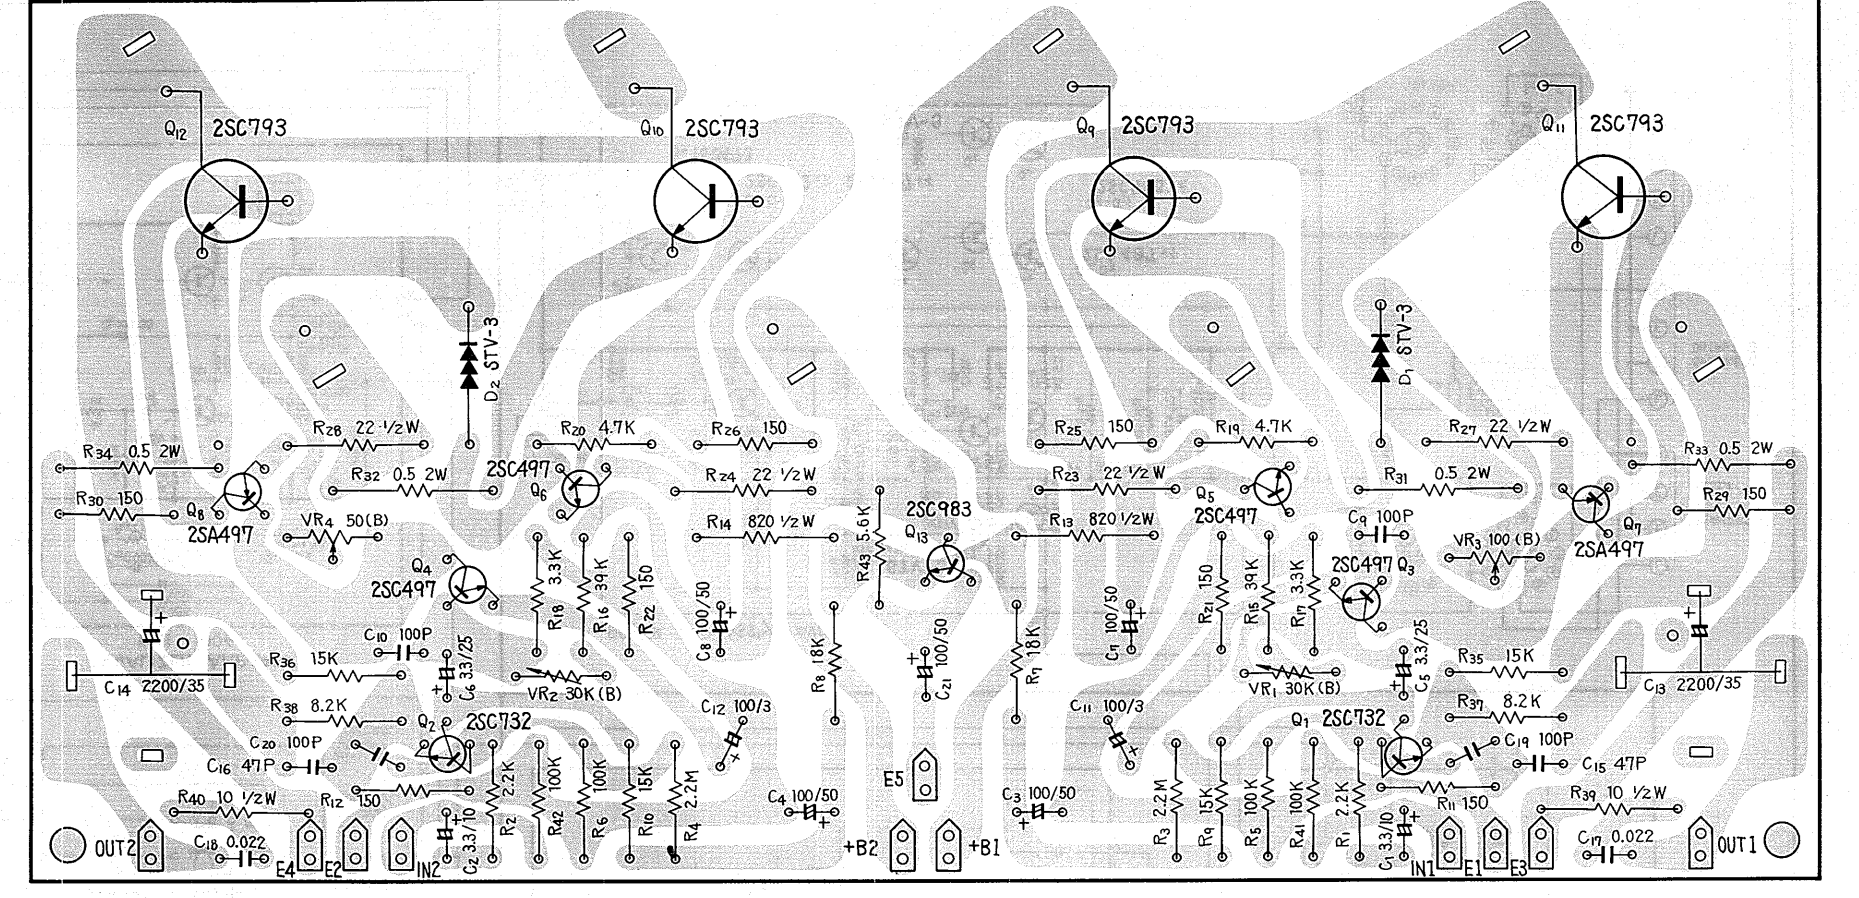 Q12 2SC793
Q10 2SC793
Q9 2SC793
Q11 2SC793
D2 STV-3
D1 STV-3
R28 22 1/2W
R20 4.7K
R26 150
R25 150
R19 4.7K
R27 22 1/2W
R34 0.5 2W
R33 0.5 2W
R32 0.5 2W
2SC497
Q6
R24 22 1/2W
R23 22 1/2W
Q5
2SC497
R31 0.5 2W
R30 150
Q8
2SA497
R29 150
VR4 50(B)
R14 820 1/2W
R43 5.6K
2SC983
Q13
R13 820 1/2W
C9 100P
VR3 100(B)
Q7
2SA497
Q4
2SC497
R18 3.3K
R16 39K
R22 150
R21 150
R15 39K
R17 3.3K
2SC497 Q3
C10 100P
C6 3.3/25
C8 100/50
C21 100/50
C7 100/50
C5 3.3/25
R36 15K
R8 18K
R7 18K
R35 15K
C14 2200/35
VR2 30K(B)
VR1 30K(B)
C13 2200/35
R38 8.2K
Q2 2SC732
C12 100/3
C11 100/3
Q1 2SC732
R37 8.2K
C20 100P
C19 100P
C16 47P
C15 47P
E5
R40 10 1/2W
R12 150
R2 2.2K
R42 100K
R6 100K
R10 15K
R4 2.2M
C4 100/50
C3 100/50
R3 2.2M
R9 15K
R5 100K
R41 100K
R1 2.2K
R11 150
R39 10 1/2W
OUT2
C18 0.022
E4
E2
IN2
C2 3.3/10
+B2
+B1
C1 3.3/10
IN1
E1
E3
C17 0.022
OUT1
+
+
+
+
+
+
+
+
+
+
+
+
+